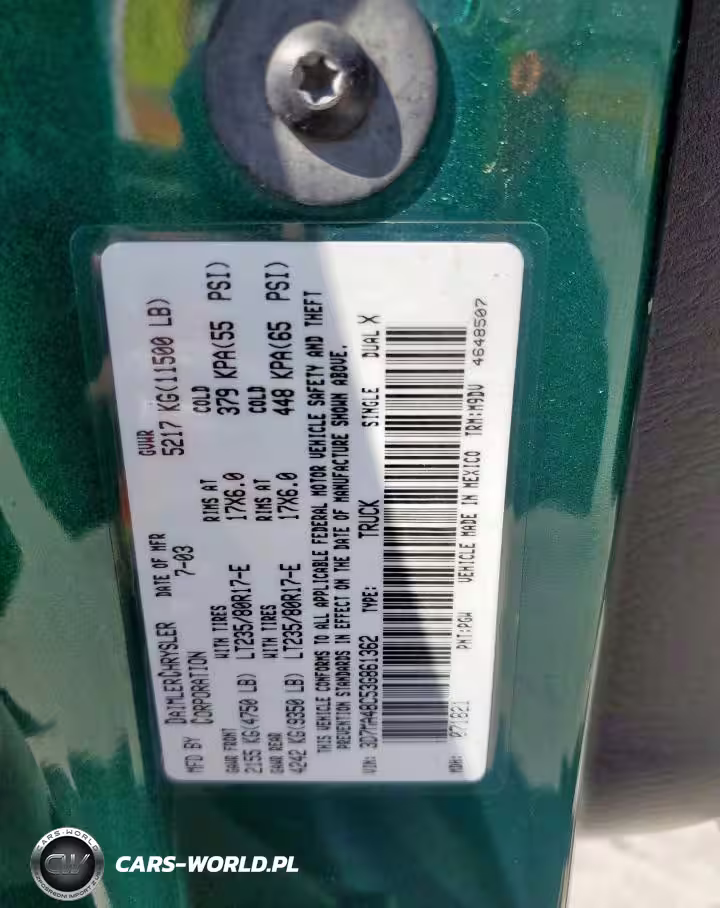 MFD BY DAIMLERCHRYSLER CORPORATION DATE OF MFR 7-03 GVWR 5217 KG(11500 LB)
GAWR FRONT WITH TIRES RIMS AT COLD
2155 KG(4750 LB) LT235/80R17-E 17X6.0 379 KPA(55 PSI)
GAWR REAR WITH TIRES RIMS AT COLD
4242 KG(9350 LB) LT235/80R17-E 17X6.0 448 KPA(65 PSI)
THIS VEHICLE CONFORMS TO ALL APPLICABLE FEDERAL MOTOR VEHICLE SAFETY AND THEFT
PREVENTION STANDARDS IN EFFECT ON THE DATE OF MANUFACTURE SHOWN ABOVE.
VIN: 3D7MA48C53G861362 TYPE: TRUCK SINGLE DUAL X
MDH: 071821 PNT:PGW VEHICLE MADE IN MEXICO TRM:M9DV 4648507
CARS-WORLD
CW
CARS-WORLD.PL